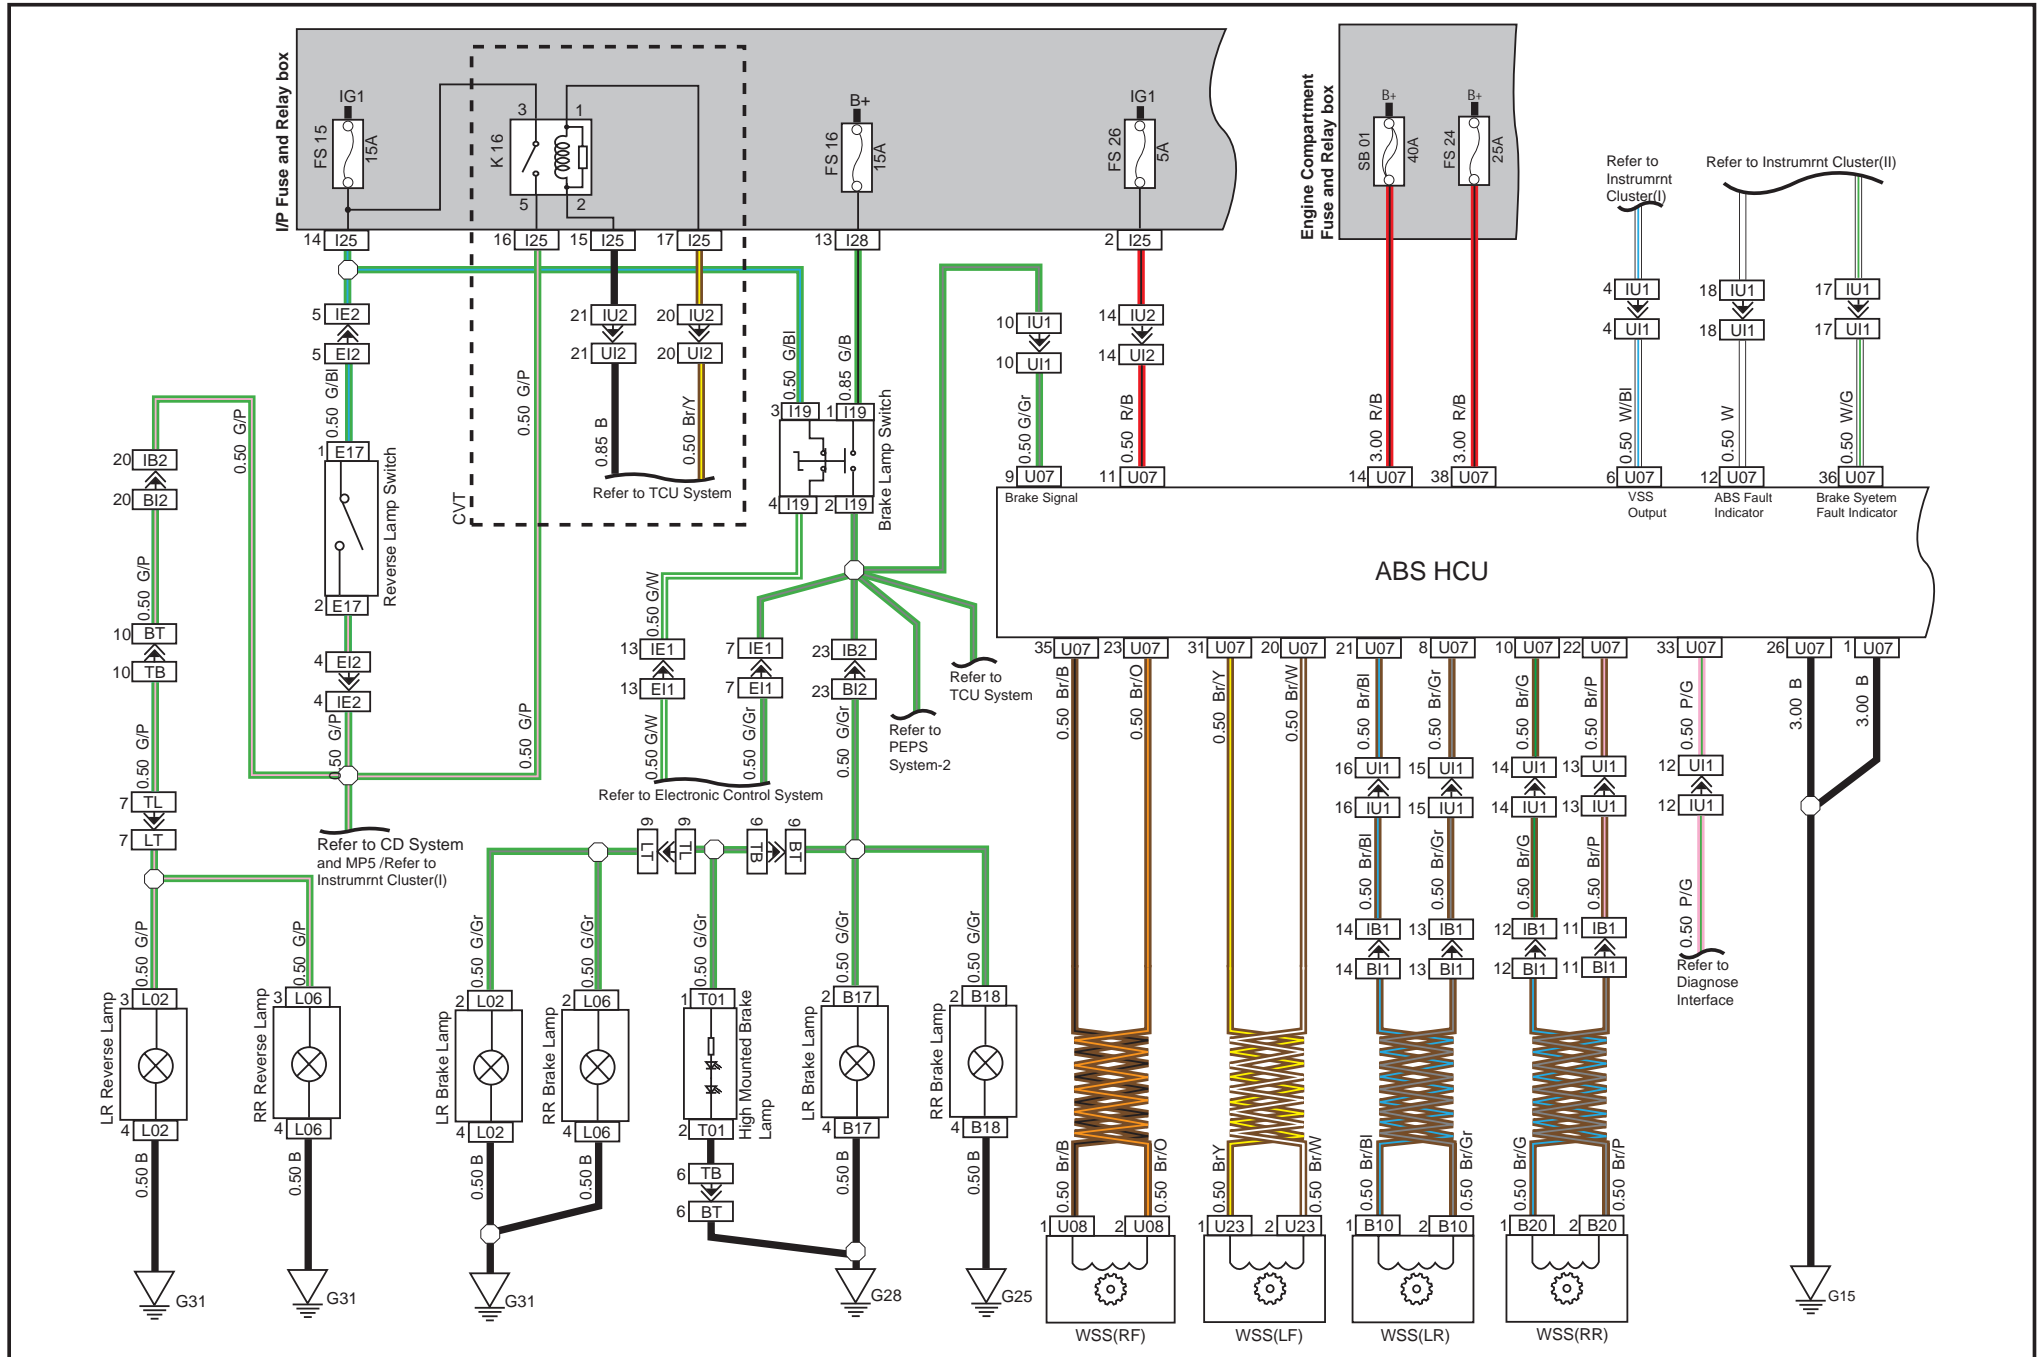 I/P Fuse and Relay box
IG1
FS 15
15A
3
1
K 16
5
2
B+
FS 16
15A
IG1
FS 26
5A
Engine Compartment
Fuse and Relay box
B+
SB 01
40A
B+
FS 24
25A
Refer to
Instrumrnt
Cluster(I)
Refer to Instrumrnt Cluster(II)
14 I25
16 I25
15 I25
17 I25
13 I28
2 I25
5 IE2
5 EI2
21 IU2
21 UI2
20 IU2
20 UI2
10 IU1
10 UI1
14 IU2
14 UI2
4 IU1
4 UI1
18 IU1
18 UI1
17 IU1
17 UI1
0.50 G/P
0.50 G/Bl
0.50 G/P
0.85 B
0.50 Br/Y
0.50 G/Bl
0.85 G/B
0.50 G/Gr
0.50 R/B
3.00 R/B
3.00 R/B
0.50 W/Bl
0.50 W
0.50 W/G
CVT
Refer to TCU System
20 IB2
20 BI2
1 E17
Reverse Lamp Switch
2 E17
3 I19
1 I19
4 I19
2 I19
Brake Lamp Switch
9 U07
Brake Signal
11 U07
14 U07
38 U07
6 U07
VSS
Output
12 U07
ABS Fault
Indicator
36 U07
Brake Syetem
Fault Indicator
ABS HCU
0.50 G/P
10 BT
10 TB
0.50 G/P
7 TL
7 LT
4 EI2
4 IE2
0.50 G/P
0.50 G/P
0.50 G/W
13 IE1
13 EI1
0.50 G/W
7 IE1
7 EI1
0.50 G/Gr
23 IB2
23 BI2
0.50 G/Gr
Refer to
PEPS
System-2
Refer to
TCU System
Refer to Electronic Control System
Refer to CD System
and MP5 /Refer to
Instrumrnt Cluster(I)
9 LT
9 TL
6 TB
6 BT
35 U07
23 U07
31 U07
20 U07
21 U07
8 U07
10 U07
22 U07
33 U07
26 U07
1 U07
0.50 Br/B
0.50 Br/O
0.50 Br/Y
0.50 Br/W
0.50 Br/Bl
0.50 Br/Gr
0.50 Br/G
0.50 Br/P
0.50 P/G
3.00 B
3.00 B
16 UI1
15 UI1
14 UI1
13 UI1
12 UI1
16 IU1
15 IU1
14 IU1
13 IU1
12 IU1
0.50 Br/Bl
0.50 Br/Gr
0.50 Br/G
0.50 Br/P
0.50 P/G
14 IB1
13 IB1
12 IB1
11 IB1
14 BI1
13 BI1
12 BI1
11 BI1
Refer to
Diagnose
Interface
0.50 G/P
0.50 G/P
0.50 G/Gr
0.50 G/Gr
0.50 G/Gr
0.50 G/Gr
0.50 G/Gr
3 L02
3 L06
2 L02
2 L06
1 T01
2 B17
2 B18
LR Reverse Lamp
RR Reverse Lamp
LR Brake Lamp
RR Brake Lamp
High Mounted Brake
Lamp
LR Brake Lamp
RR Brake Lamp
4 L02
4 L06
4 L02
4 L06
2 T01
4 B17
4 B18
0.50 B
0.50 B
0.50 B
0.50 B
6 TB
6 BT
0.50 B
0.50 B
0.50 Br/B
0.50 Br/O
0.50 BrY
0.50 Br/W
0.50 Br/Bl
0.50 Br/Gr
0.50 Br/G
0.50 Br/P
1 U08
2 U08
1 U23
2 U23
1 B10
2 B10
1 B20
2 B20
G31
G31
G31
G28
G25
G15
WSS(RF)
WSS(LF)
WSS(LR)
WSS(RR)